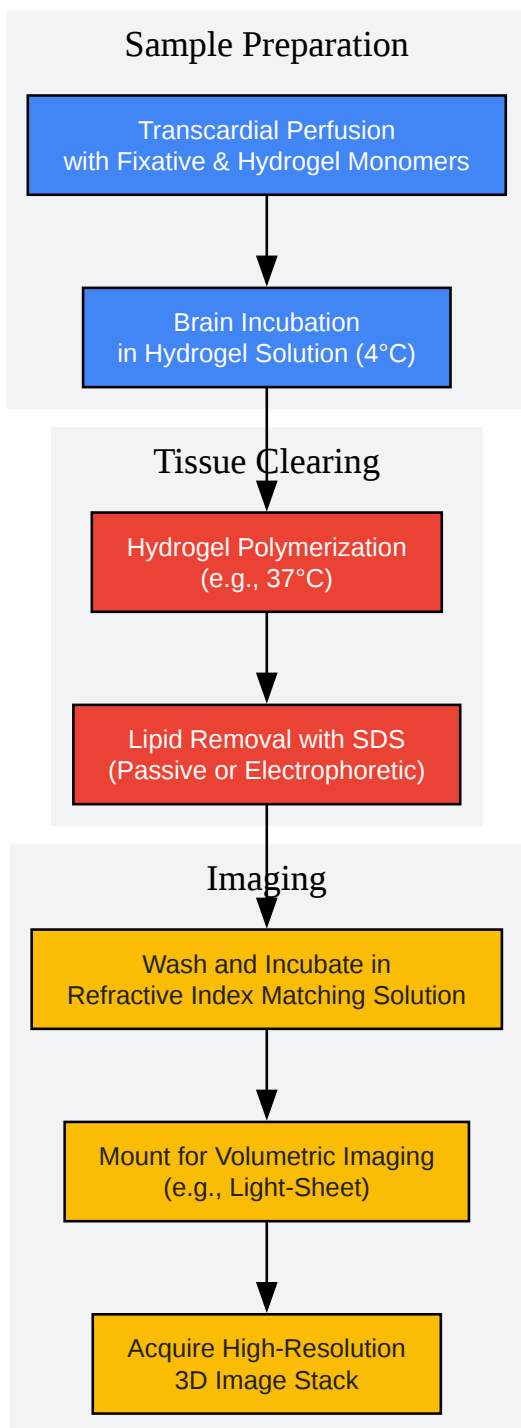 Sample Preparation
Transcardial Perfusion
with Fixative & Hydrogel Monomers
Brain Incubation
in Hydrogel Solution (4°C)
Tissue Clearing
Hydrogel Polymerization
(e.g., 37°C)
Lipid Removal with SDS
(Passive or Electrophoretic)
Imaging
Wash and Incubate in
Refractive Index Matching Solution
Mount for Volumetric Imaging
(e.g., Light-Sheet)
Acquire High-Resolution
3D Image Stack